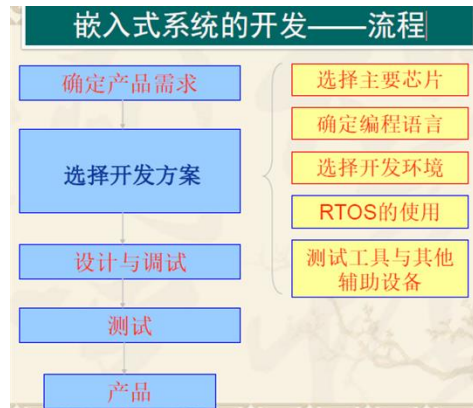 嵌入式系统的开发——流程
确定产品需求
选择开发方案
设计与调试
测试
产品
选择主要芯片
确定编程语言
选择开发环境
RTOS的使用
测试工具与其他
辅助设备